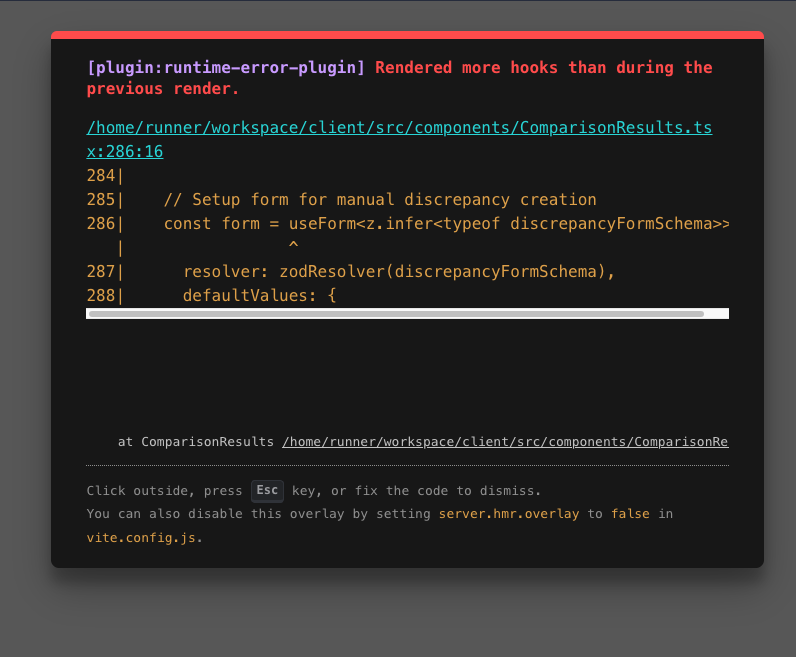 [plugin:runtime-error-plugin] Rendered more hooks than during the
previous render.
/home/runner/workspace/client/src/components/ComparisonResults.ts
x:286:16
284|
285|    // Setup form for manual discrepancy creation
286|    const form = useForm<z.infer<typeof discrepancyFormSchema>>
   |                 ^
287|      resolver: zodResolver(discrepancyFormSchema),
288|      defaultValues: {
at ComparisonResults /home/runner/workspace/client/src/components/ComparisonRe
Click outside, press Esc key, or fix the code to dismiss.
You can also disable this overlay by setting server.hmr.overlay to false in
vite.config.js.